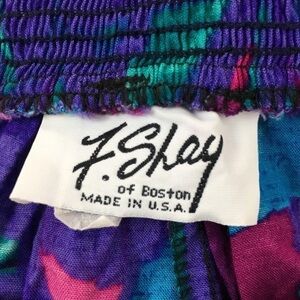 F. Shay
of Boston
MADE IN U.S.A.